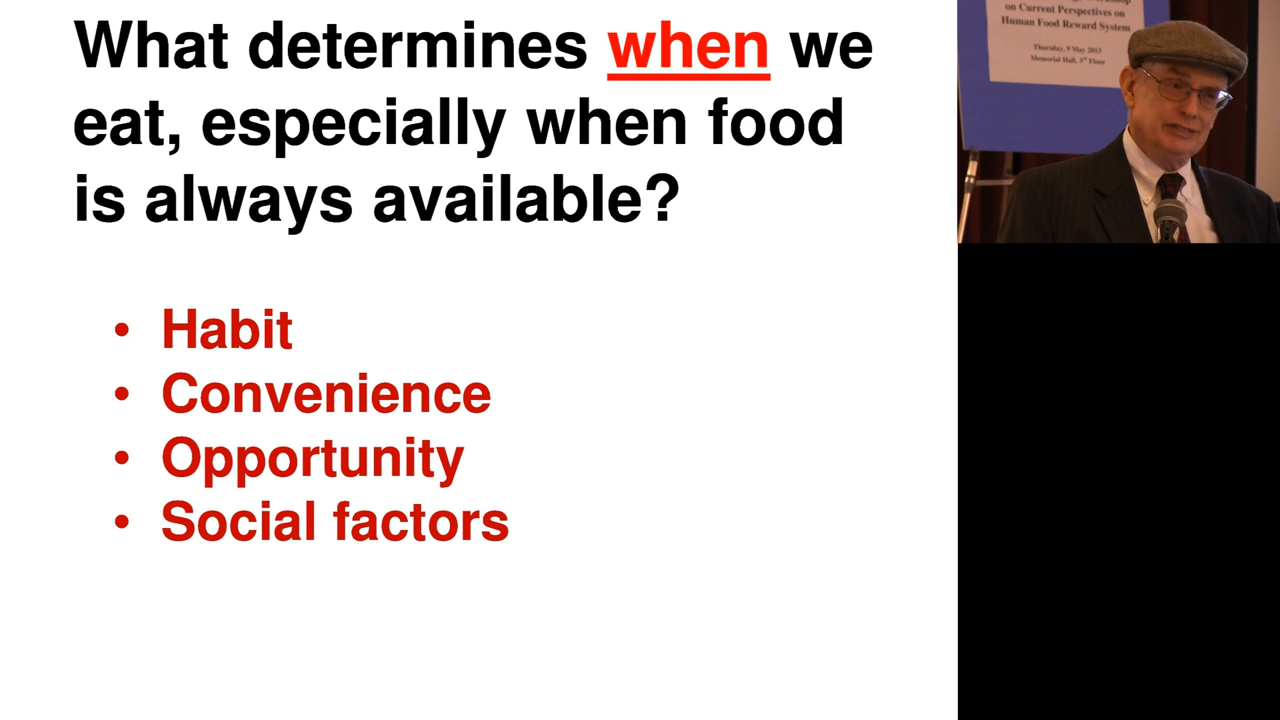 What determines when we
eat, especially when food
is always available?
• Habit
• Convenience
• Opportunity
• Social factors
on Current Perspectives on
Human Food Reward System
Thursday, 9 May 2013
Memorial Hall, 3rd Floor